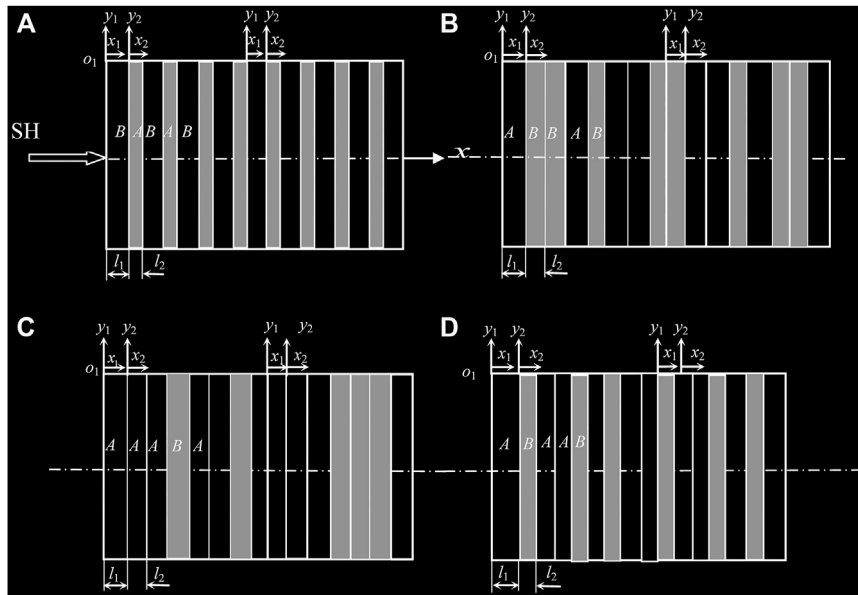 A
y₁ y₂ y₁ y₂
x₁ x₂ x₁ x₂
o₁
B A B A B
SH
x
l₁ l₂
B
y₁ y₂ y₁ y₂
x₁ x₂ x₁ x₂
o₁
A B B A B
l₁ l₂
C
y₁ y₂ y₁ y₂
x₁ x₂ x₁ x₂
o₁
A A A B A
l₁ l₂
D
y₁ y₂ y₁ y₂
x₁ x₂ x₁ x₂
o₁
A B A A B
l₁ l₂